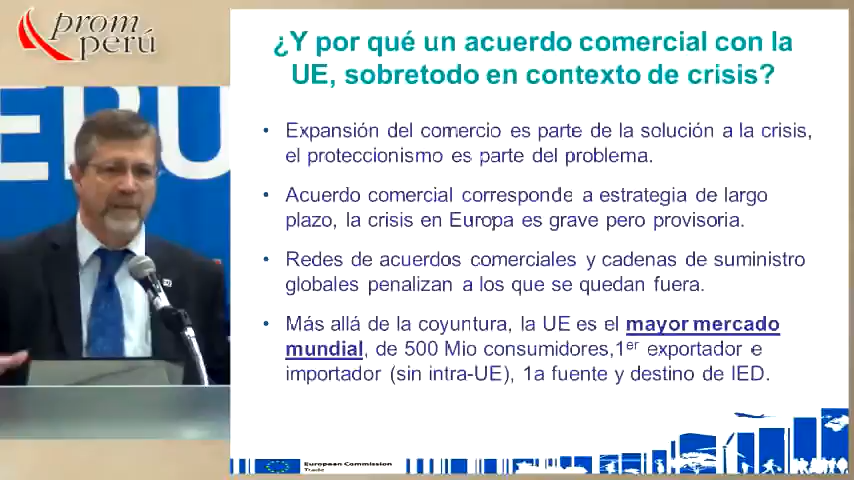 prom
perú
ERU
¿Y por qué un acuerdo comercial con la
UE, sobretodo en contexto de crisis?
• Expansión del comercio es parte de la solución a la crisis,
el proteccionismo es parte del problema.
• Acuerdo comercial corresponde a estrategia de largo
plazo, la crisis en Europa es grave pero provisoria.
• Redes de acuerdos comerciales y cadenas de suministro
globales penalizan a los que se quedan fuera.
• Más allá de la coyuntura, la UE es el mayor mercado
mundial, de 500 Mio consumidores,1er exportador e
importador (sin intra-UE), 1a fuente y destino de IED.
European Commission
Trade